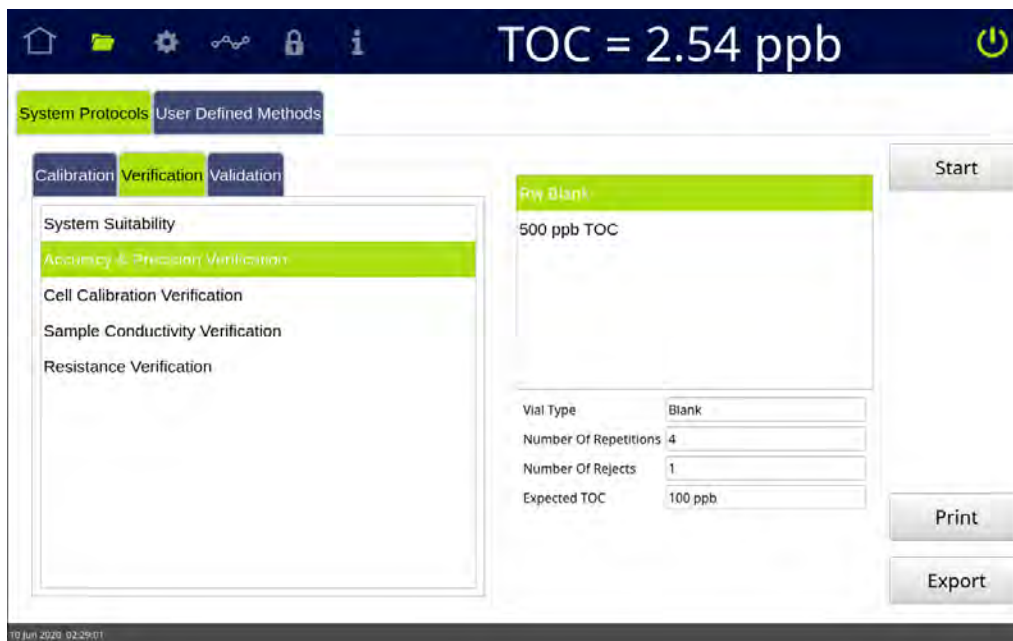 TOC = 2.54 ppb
System Protocols User Defined Methods
Calibration Verification Validation
System Suitability
Accuracy & Precision Verification
Cell Calibration Verification
Sample Conductivity Verification
Resistance Verification
Rw Blank
500 ppb TOC
Vial Type Blank
Number Of Repetitions 4
Number Of Rejects 1
Expected TOC 100 ppb
Start
Print
Export
10 Jun 2020 02:29:01